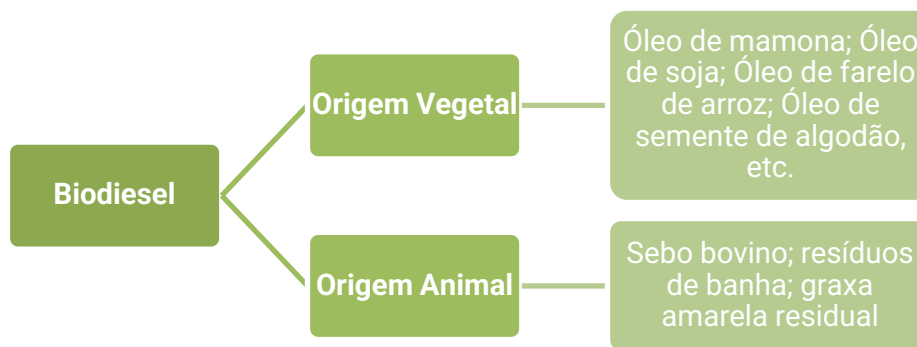 Biodiesel
Origem Vegetal
Óleo de mamona; Óleo
de soja; Óleo de farelo
de arroz; Óleo de
semente de algodão,
etc.
Origem Animal
Sebo bovino; resíduos
de banha; graxa
amarela residual